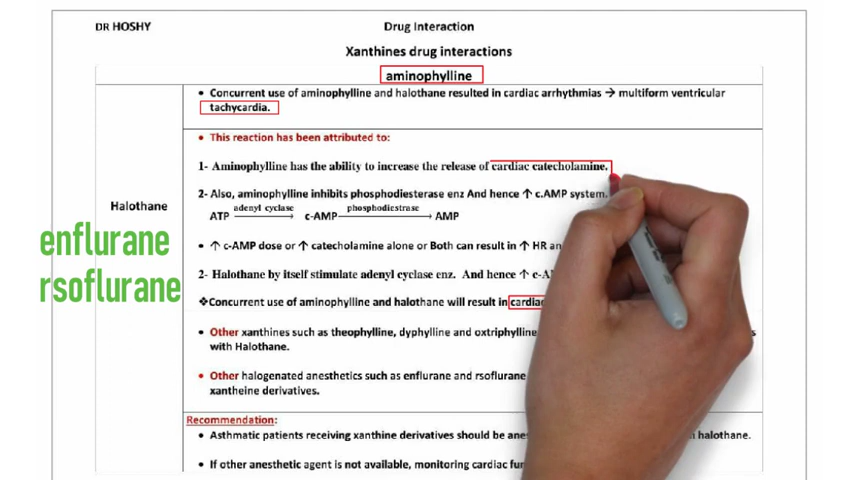 DR HOSHY
Drug Interaction
Xanthines drug interactions
aminophylline
• Concurrent use of aminophylline and halothane resulted in cardiac arrhythmias → multiform ventricular
tachycardia.
• This reaction has been attributed to:
1- Aminophylline has the ability to increase the release of cardiac catecholamine.
2- Also, aminophylline inhibits phosphodiesterase enz And hence ↑ c.AMP system.
adenyl cyclase phosphodiestrase
ATP → c-AMP → AMP
Halothane
enflurane
rsoflurane
• ↑ c-AMP dose or ↑ catecholamine alone or Both can result in ↑ HR
2- Halothane by itself stimulate adenyl cyclase enz. And hence ↑
❖Concurrent use of aminophylline and halothane will result in
• Other xanthines such as theophylline, dyphylline and oxtriphylline
with Halothane.
• Other halogenated anesthetics such as enflurane and rsoflurane
xantheine derivatives.
Recommendation:
• Asthmatic patients receiving xanthine derivatives should be halothane.
• If other anesthetic agent is not available, monitoring cardiac